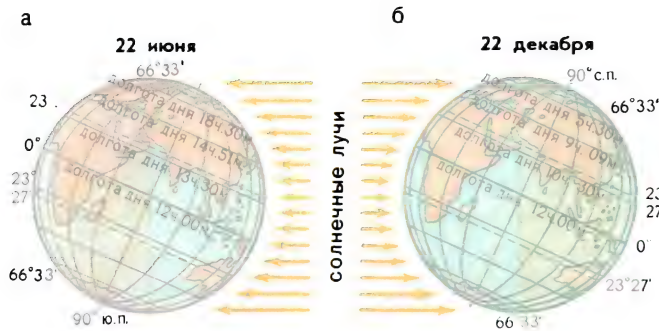 а
22 июня
66°33'
23
0°
23°
27'
66°33'
90° ю.п.
долгота дня 18ч.30м
долгота дня 14ч.51м
долгота дня 13ч.30м
долгота дня 12ч.00м
солнечные лучи
б
22 декабря
90°с.п.
66°33'
23
27
0
23°27'
66°33'
долгота дня 5ч.30м
долгота дня 9ч.09м
долгота дня 10ч.30м
долгота дня 12ч.00м